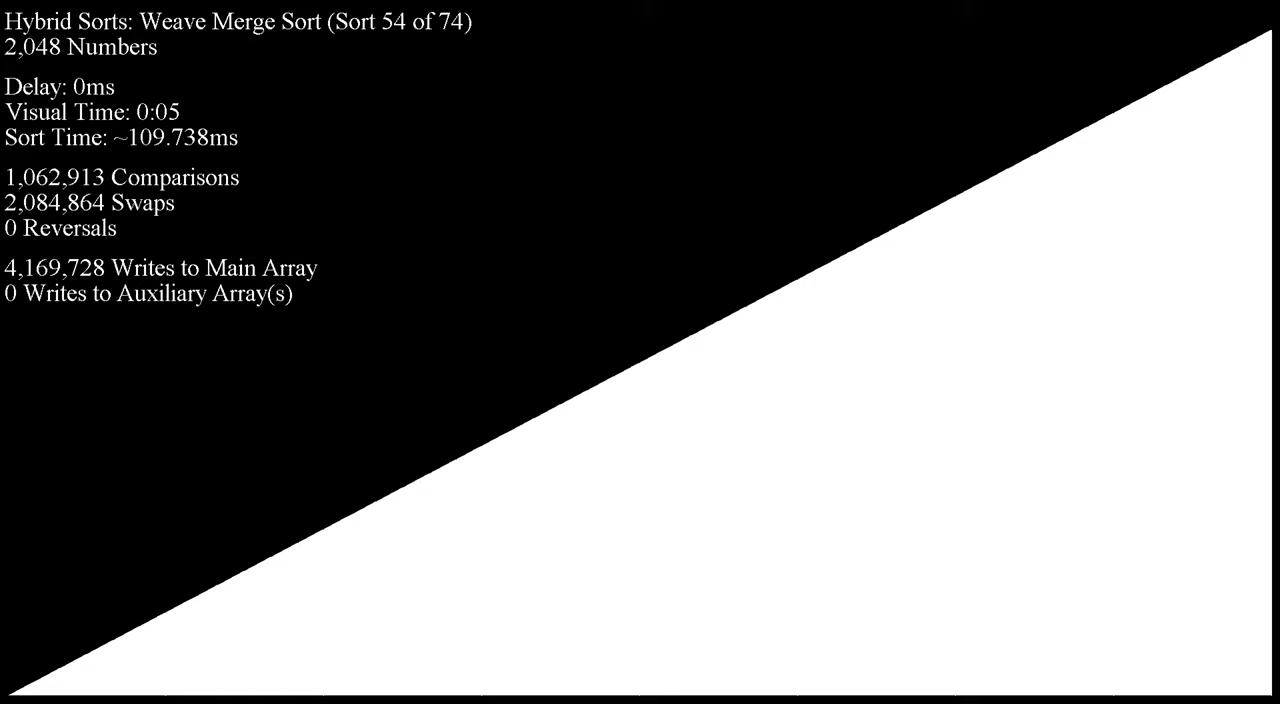 Hybrid Sorts: Weave Merge Sort (Sort 54 of 74)
2,048 Numbers
Delay: 0ms
Visual Time: 0:05
Sort Time: ~109.738ms
1,062,913 Comparisons
2,084,864 Swaps
0 Reversals
4,169,728 Writes to Main Array
0 Writes to Auxiliary Array(s)